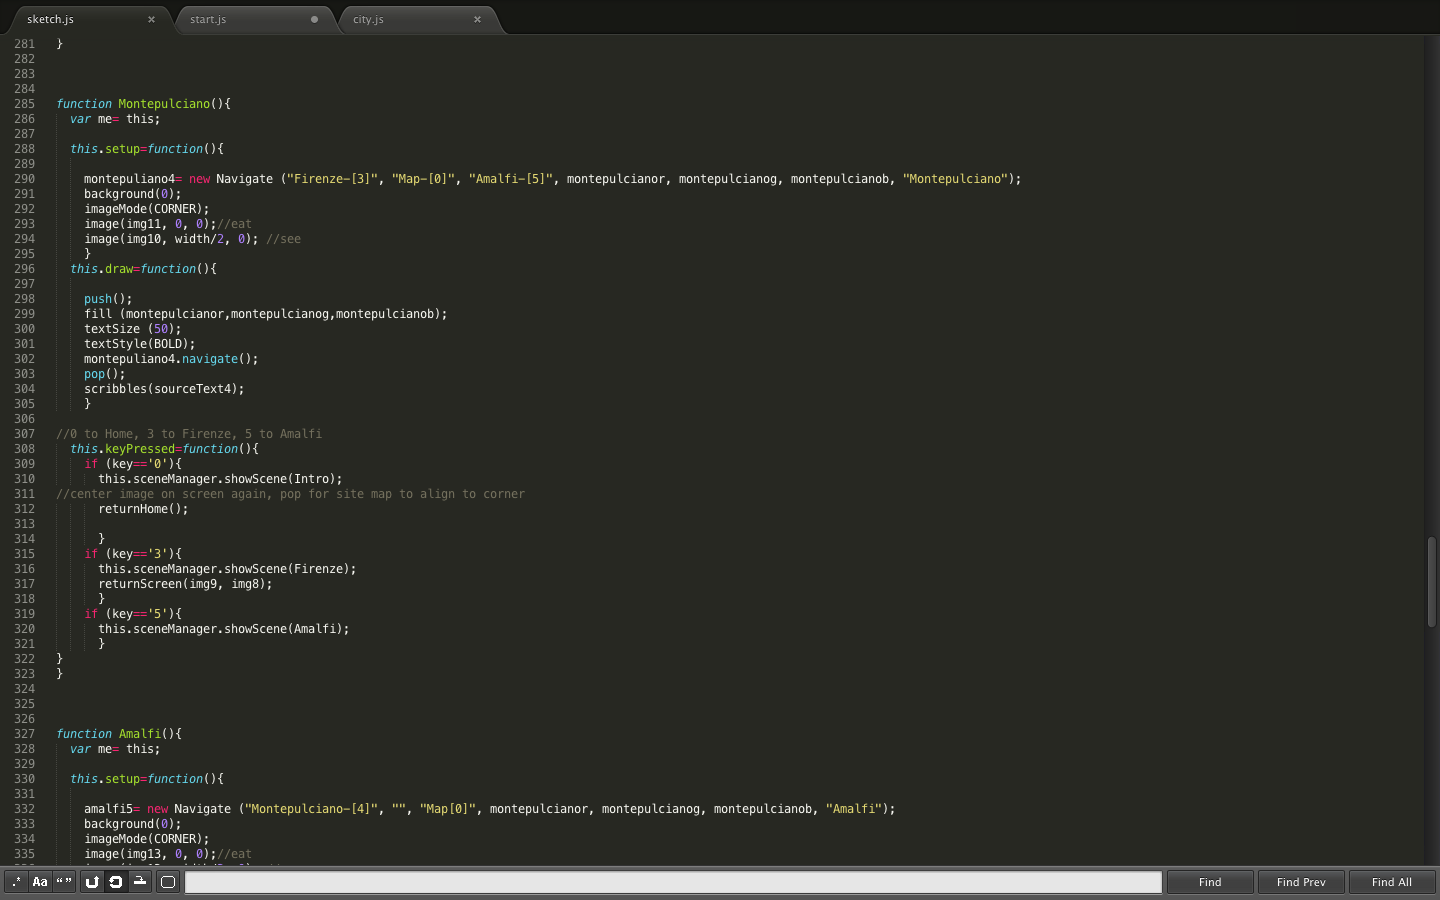 sketch.js × start.js city.js ×
281 }
282
283
284
285 function Montepulciano(){
286 var me= this;
287
288 this.setup=function(){
289
290 montepuliano4= new Navigate ("Firenze-[3]", "Map-[0]", "Amalfi-[5]", montepulcianor, montepulcianog, montepulcianob, "Montepulciano");
291 background(0);
292 imageMode(CORNER);
293 image(img11, 0, 0);//eat
294 image(img10, width/2, 0); //see
295 }
296 this.draw=function(){
297
298 push();
299 fill (montepulcianor,montepulcianog,montepulcianob);
300 textSize (50);
301 textStyle(BOLD);
302 montepuliano4.navigate();
303 pop();
304 scribbles(sourceText4);
305 }
306
307 //0 to Home, 3 to Firenze, 5 to Amalfi
308 this.keyPressed=function(){
309 if (key=='0'){
310 this.sceneManager.showScene(Intro);
311 //center image on screen again, pop for site map to align to corner
312 returnHome();
313
314 }
315 if (key=='3'){
316 this.sceneManager.showScene(Firenze);
317 returnScreen(img9, img8);
318 }
319 if (key=='5'){
320 this.sceneManager.showScene(Amalfi);
321 }
322 }
323 }
324
325
326
327 function Amalfi(){
328 var me= this;
329
330 this.setup=function(){
331
332 amalfi5= new Navigate ("Montepulciano-[4]", "", "Map[0]", montepulcianor, montepulcianog, montepulcianob, "Amalfi");
333 background(0);
334 imageMode(CORNER);
335 image(img13, 0, 0);//eat
.* Aa “ ” Find Find Prev Find All